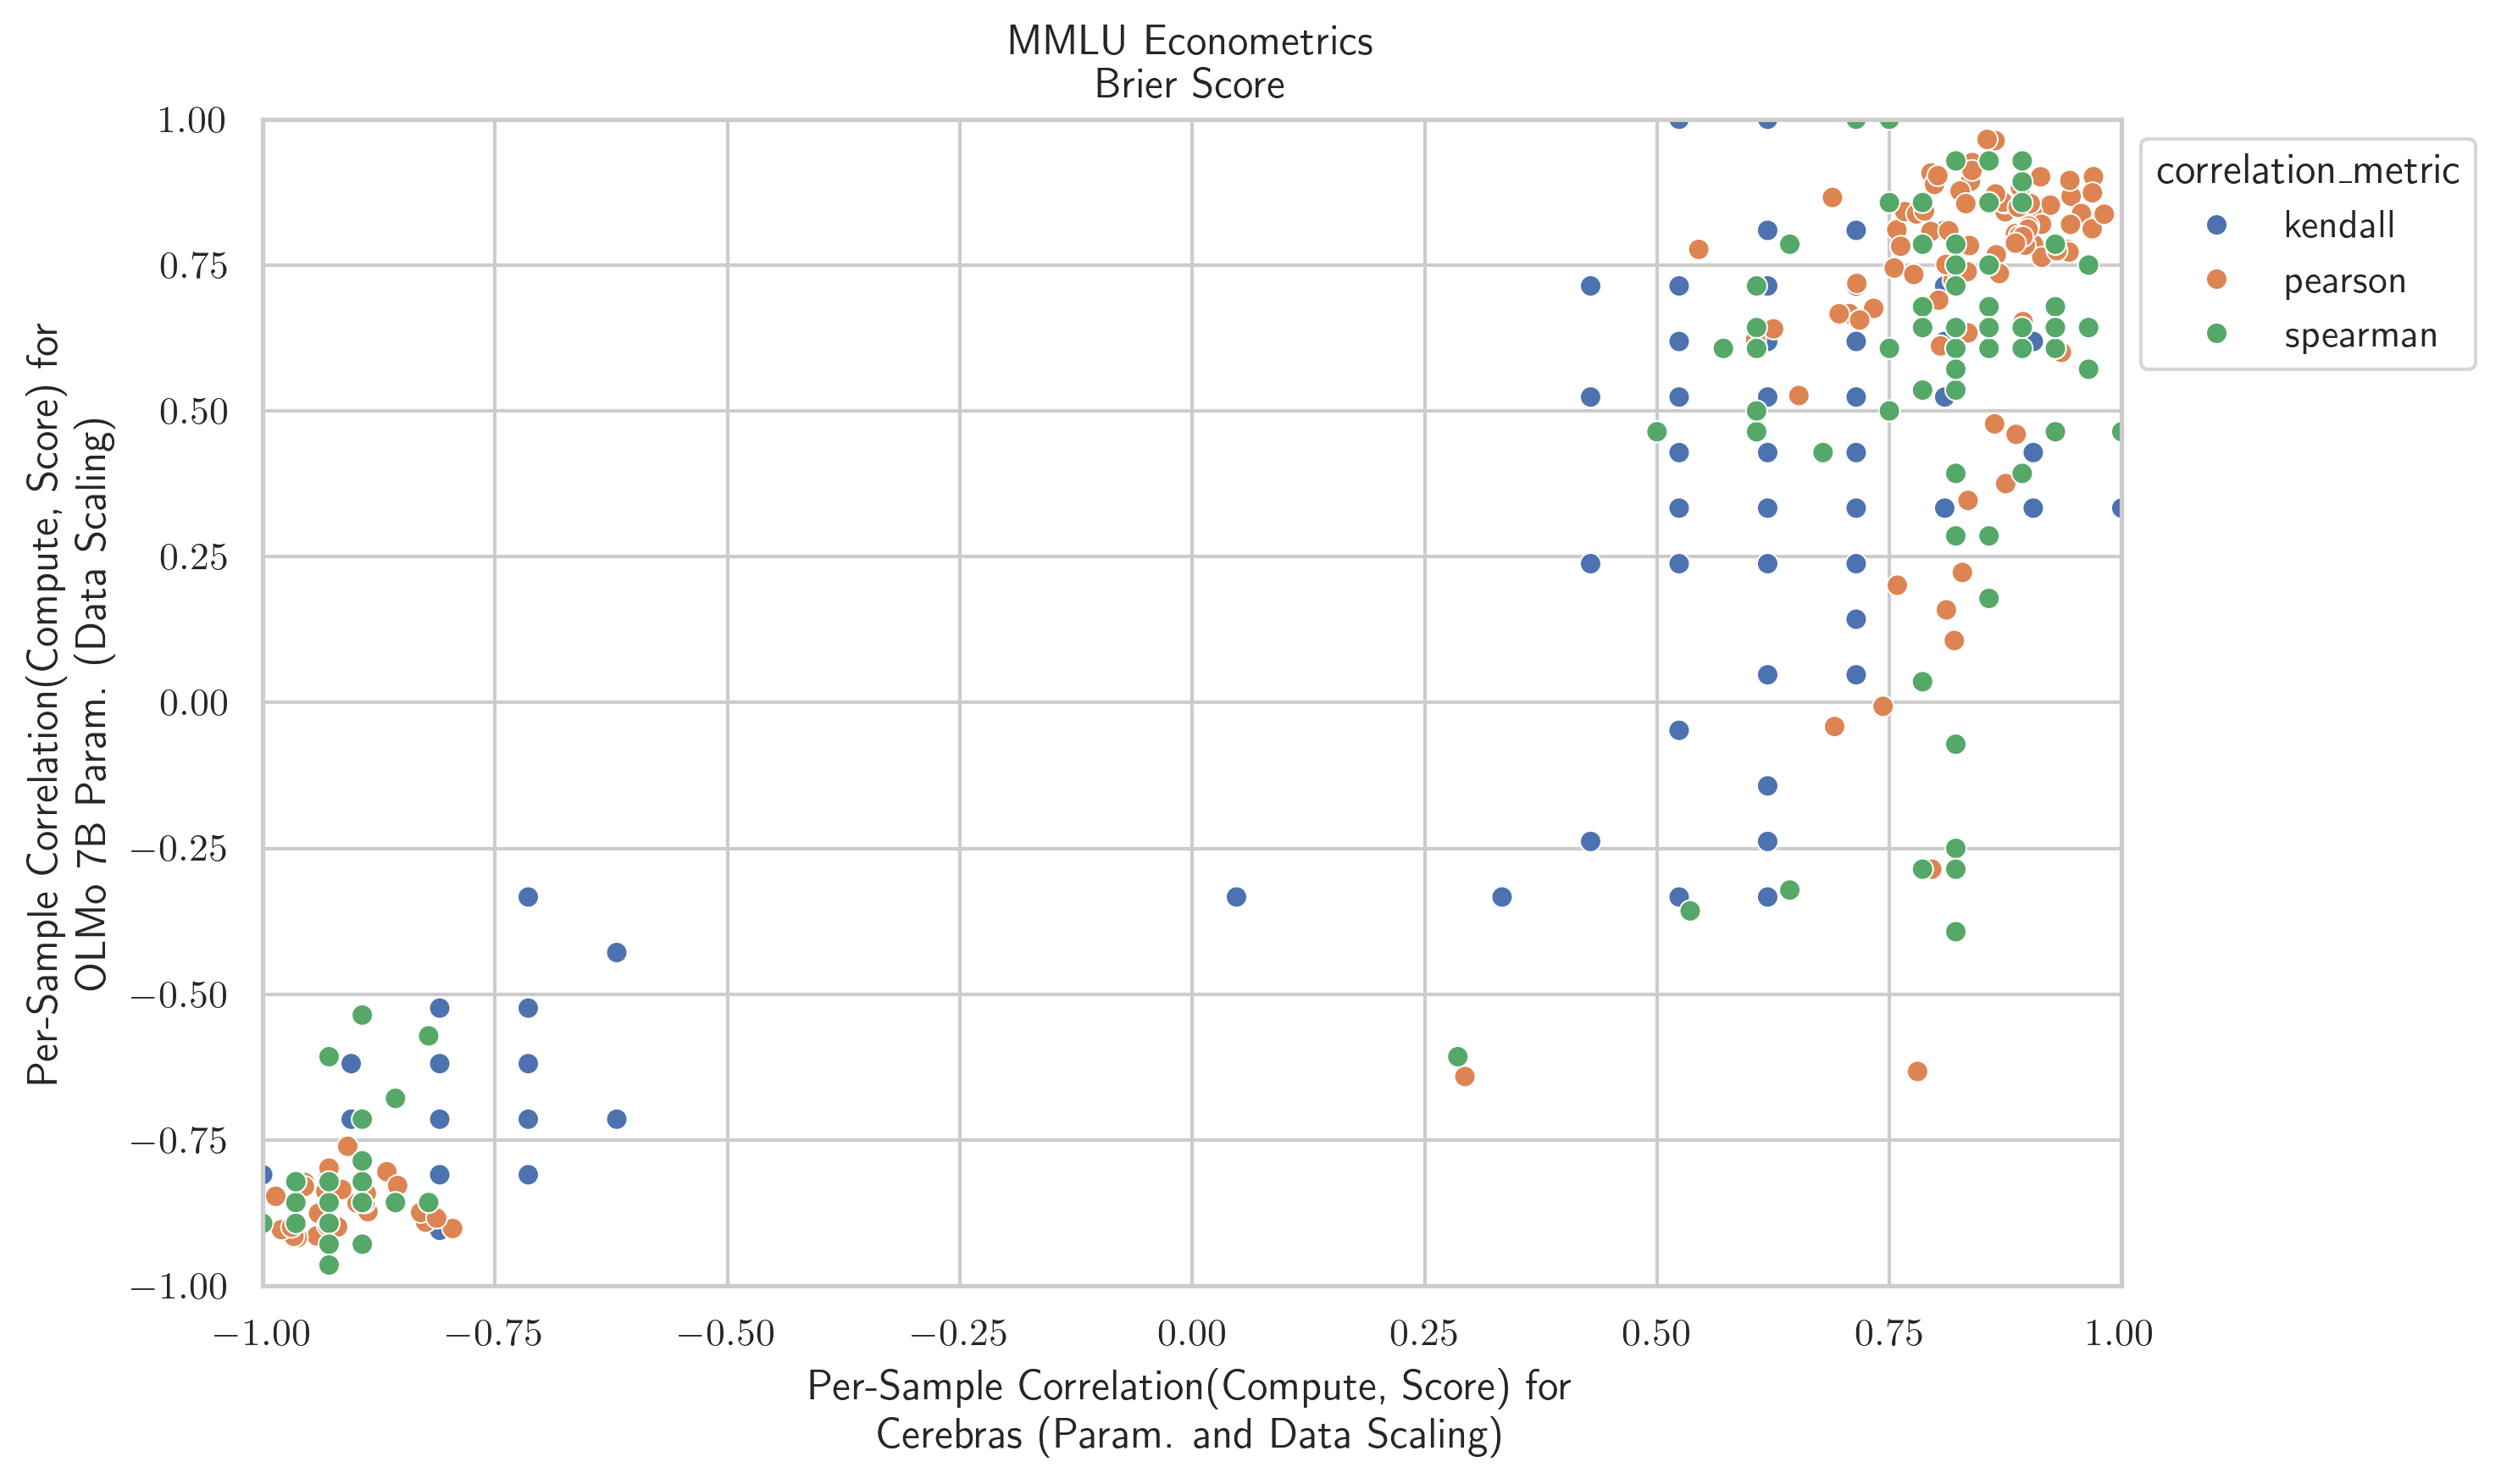 MMLU Econometrics
Brier Score
1.00
0.75
0.50
0.25
0.00
−0.25
−0.50
−0.75
−1.00
Per-Sample Correlation(Compute, Score) for
OLMo 7B Param. (Data Scaling)
correlation_metric
kendall
pearson
spearman
−1.00 −0.75 −0.50 −0.25 0.00 0.25 0.50 0.75 1.00
Per-Sample Correlation(Compute, Score) for
Cerebras (Param. and Data Scaling)